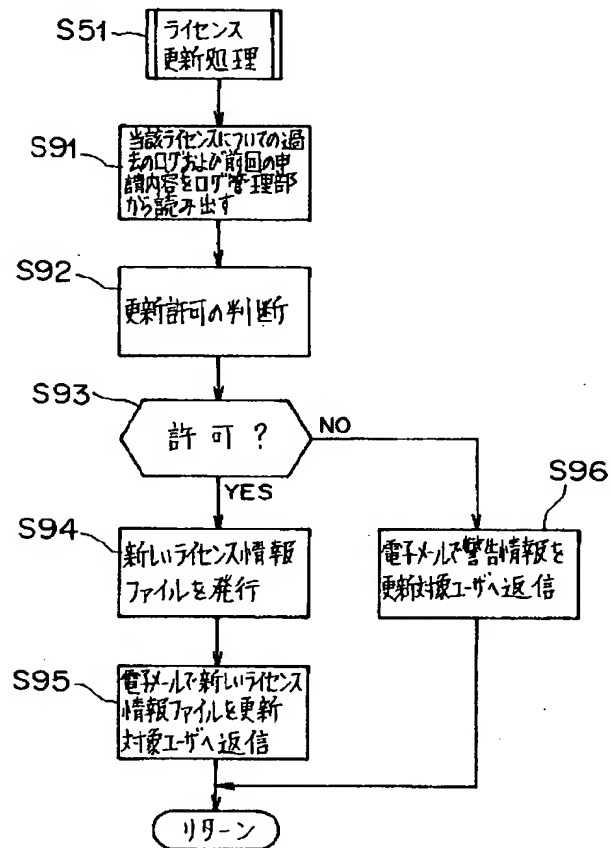 S51
ライセンス
更新処理
S91
当該ライセンスについての過
去のログおよび前回の申
請内容をログ管理部
から読み出す
S92
更新許可の判断
S93
許可？
NO
YES
S94
新しいライセンス情報
ファイルを発行
S96
電子メールで警告情報を
更新対象ユーザへ返信
S95
電子メールで新しいライセンス
情報ファイルを更新
対象ユーザへ返信
リターン